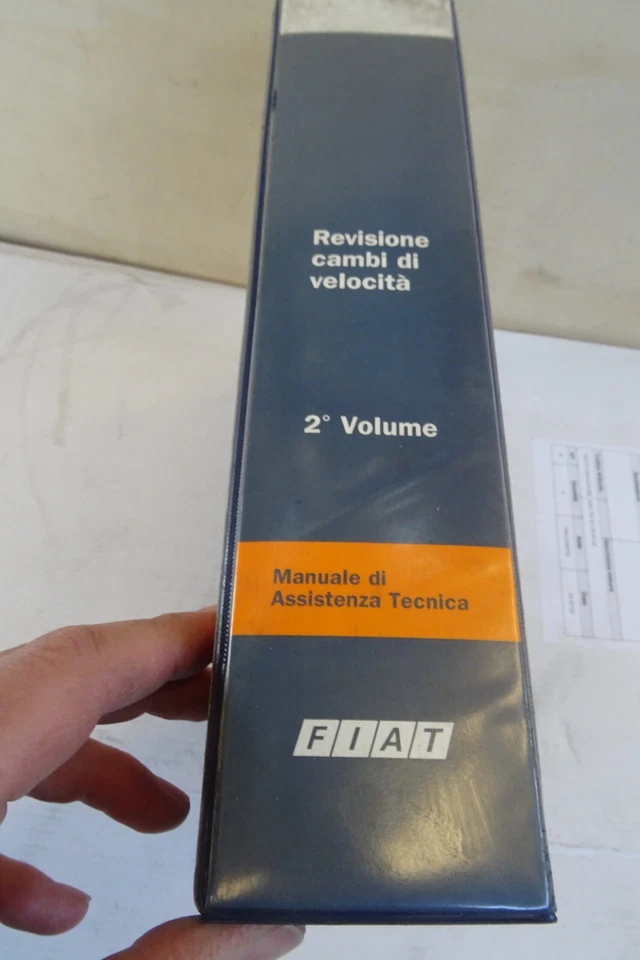 Revisione
cambi di
velocità
2° Volume
Manuale di
Assistenza Tecnica
FIAT